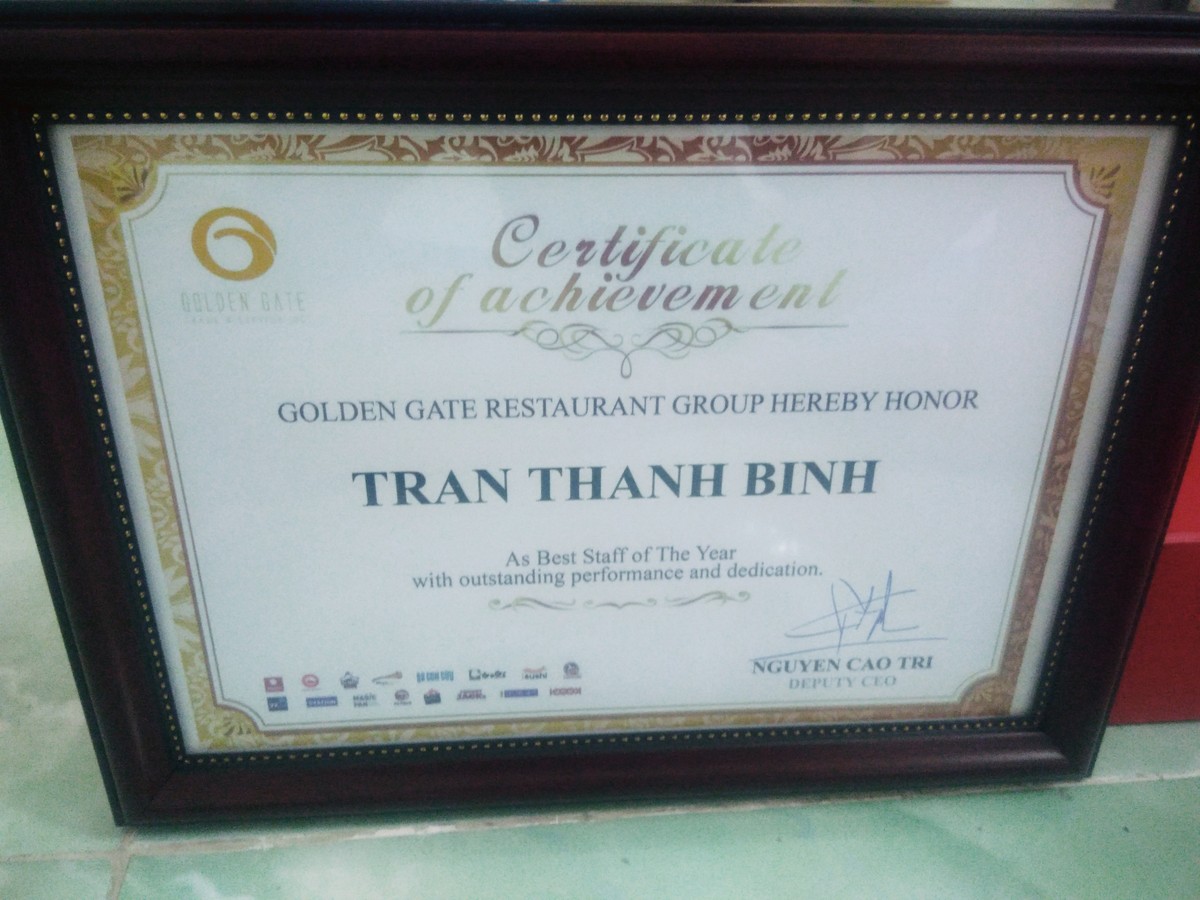 GOLDEN GATE
Certificate
of achievement
GOLDEN GATE RESTAURANT GROUP HEREBY HONOR
TRAN THANH BINH
As Best Staff of The Year
with outstanding performance and dedication.
NGUYEN CAO TRI
DEPUTY CEO